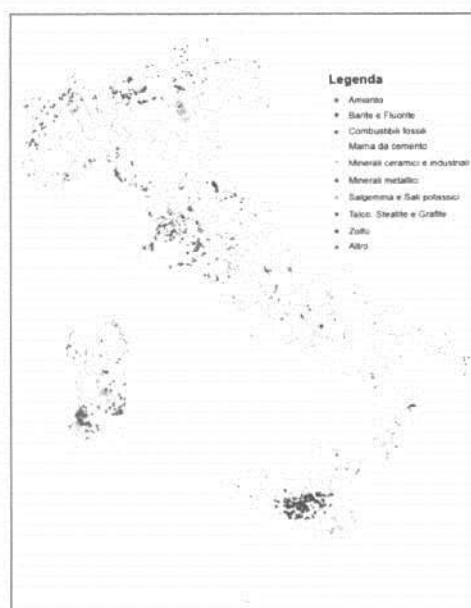 Legenda
Amianto
Barite e Fluorite
Combustibili fossili
Marna da cemento
Minerali ceramici e industriali
Minerali metallici
Salgemma e Sali potassici
Talco, Steatite e Grafite
Zolfo
Altro